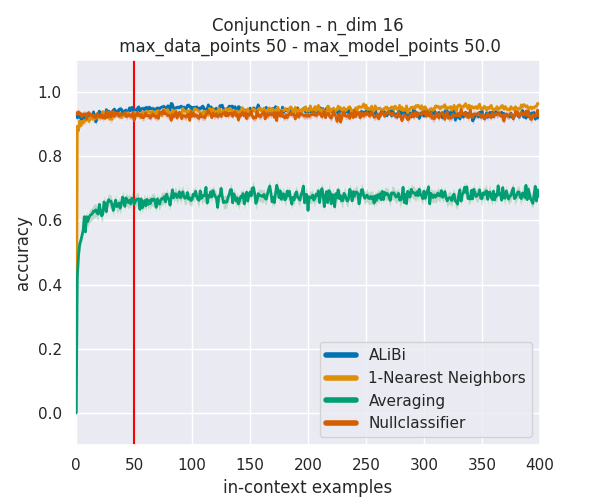 Conjunction - n_dim 16
max_data_points 50 - max_model_points 50.0
accuracy
1.0
0.8
0.6
0.4
0.2
0.0
ALiBi
1-Nearest Neighbors
Averaging
Nullclassifier
0 50 100 150 200 250 300 350 400
in-context examples